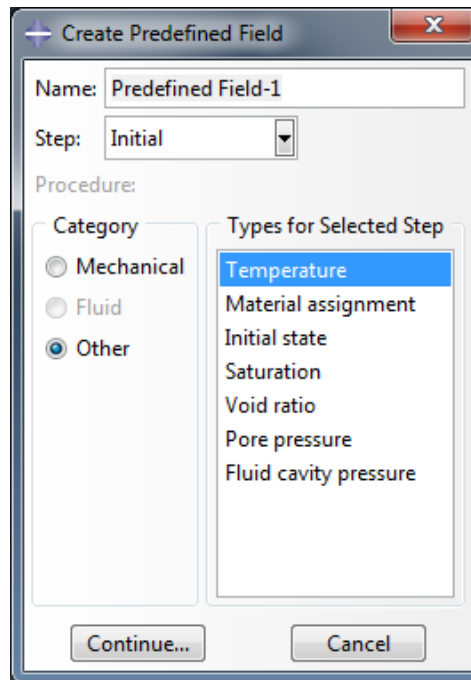 Create Predefined Field
Name: Predefined Field-1
Step: Initial
Procedure:
Category
Mechanical
Fluid
Other
Types for Selected Step
Temperature
Material assignment
Initial state
Saturation
Void ratio
Pore pressure
Fluid cavity pressure
Continue... Cancel